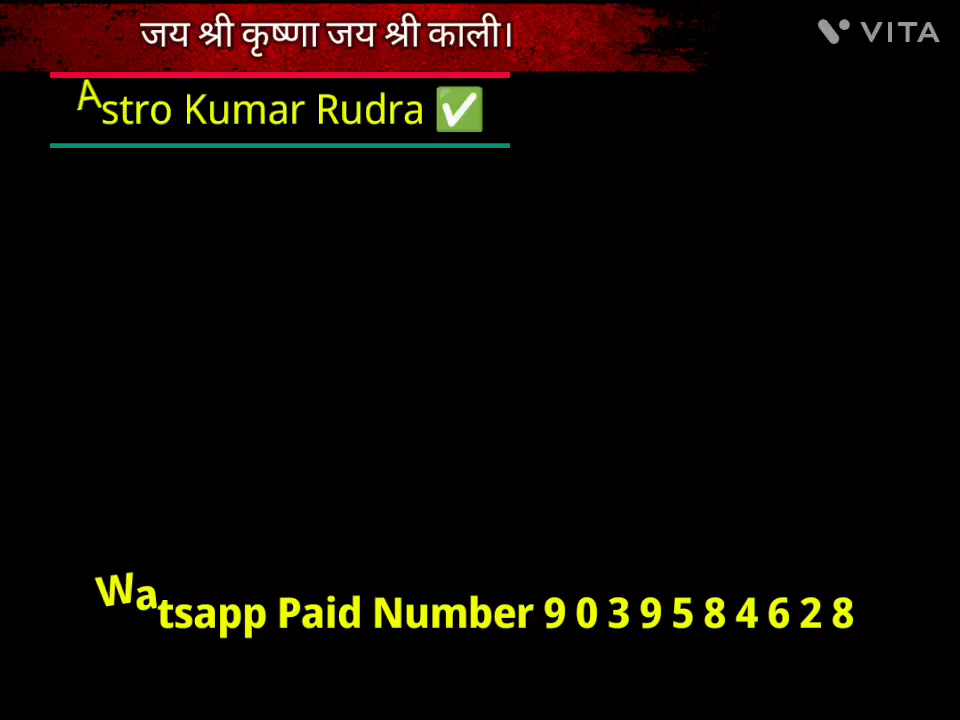 जय श्री कृष्णा जय श्री काली।
VITA
Astro Kumar Rudra ✅
Watsapp Paid Number 9 0 3 9 5 8 4 6 2 8